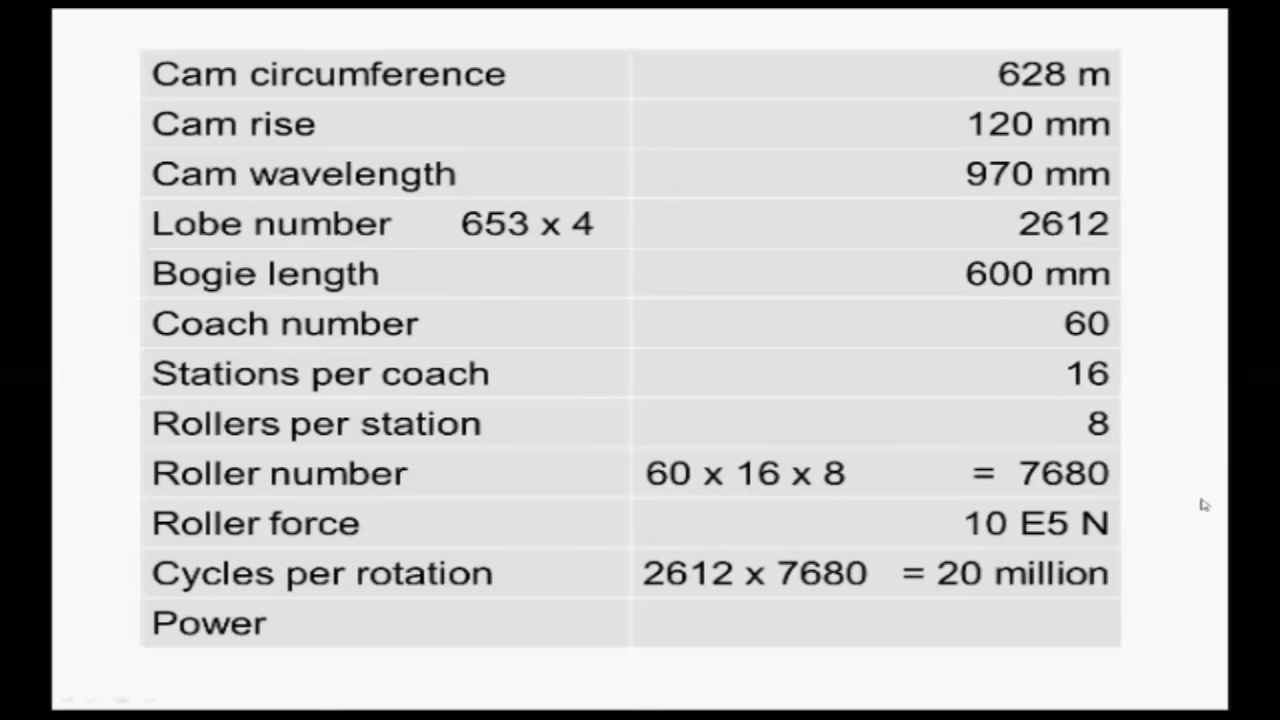 Cam circumference 628 m
Cam rise 120 mm
Cam wavelength 970 mm
Lobe number 653 x 4 2612
Bogie length 600 mm
Coach number 60
Stations per coach 16
Rollers per station 8
Roller number 60 x 16 x 8 = 7680
Roller force 10 E5 N
Cycles per rotation 2612 x 7680 = 20 million
Power